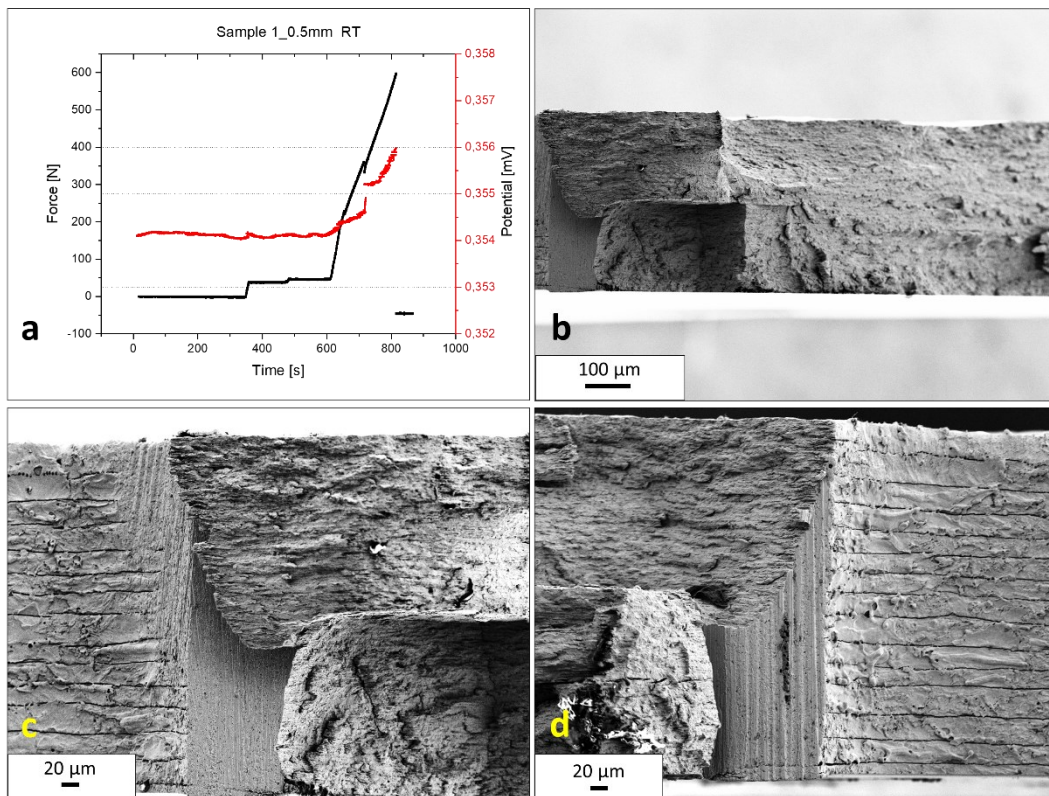 Sample 1_0.5mm RT
Force [N]
600
500
400
300
200
100
0
-100
0
200
400
600
800
1000
Time [s]
0,358
0,357
0,356
0,355
0,354
0,353
0,352
Potential [mV]
a
b
100 µm
c
20 µm
d
20 µm